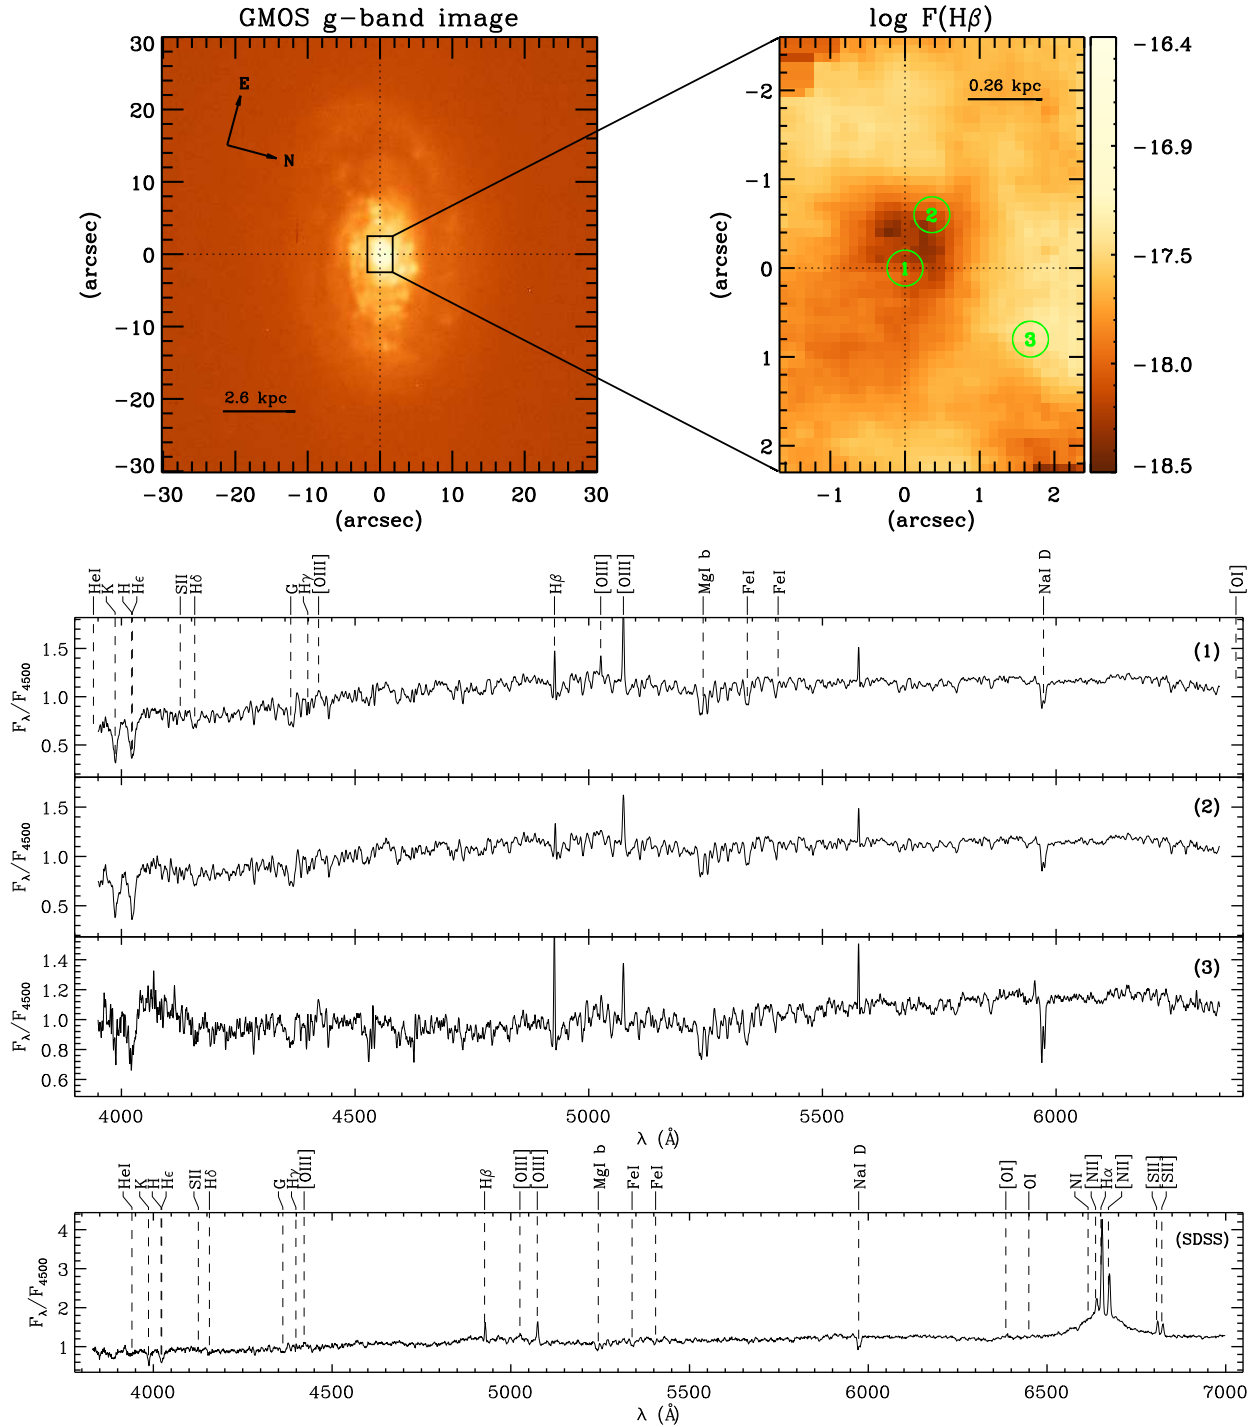 GMOS g-band image
log F(Hβ)
30
20
10
0
-10
-20
-30
(arcsec)
E
N
2.6 kpc
-30 -20 -10 0 10 20 30
(arcsec)
-2
-1
0
1
2
(arcsec)
0.26 kpc
2
1
3
-1 0 1 2
(arcsec)
-16.4
-16.9
-17.5
-18.0
-18.5
HeI K H Hϵ SII Hδ G Hγ [OIII] Hβ [OIII] [OIII] MgI b FeI FeI NaI D [OI]
1.5
1.0
0.5
Fλ/F4500
(1)
1.5
1.0
0.5
Fλ/F4500
(2)
1.4
1.2
1.0
0.8
0.6
Fλ/F4500
(3)
4000 4500 5000 5500 6000
λ (Å)
HeI K H Hϵ SII Hδ G Hγ [OIII] Hβ [OIII] [OIII] MgI b FeI FeI NaI D [OI] OI NI [NII] Hα [NII] [SII] [SII]
4
3
2
1
Fλ/F4500
(SDSS)
4000 4500 5000 5500 6000 6500 7000
λ (Å)